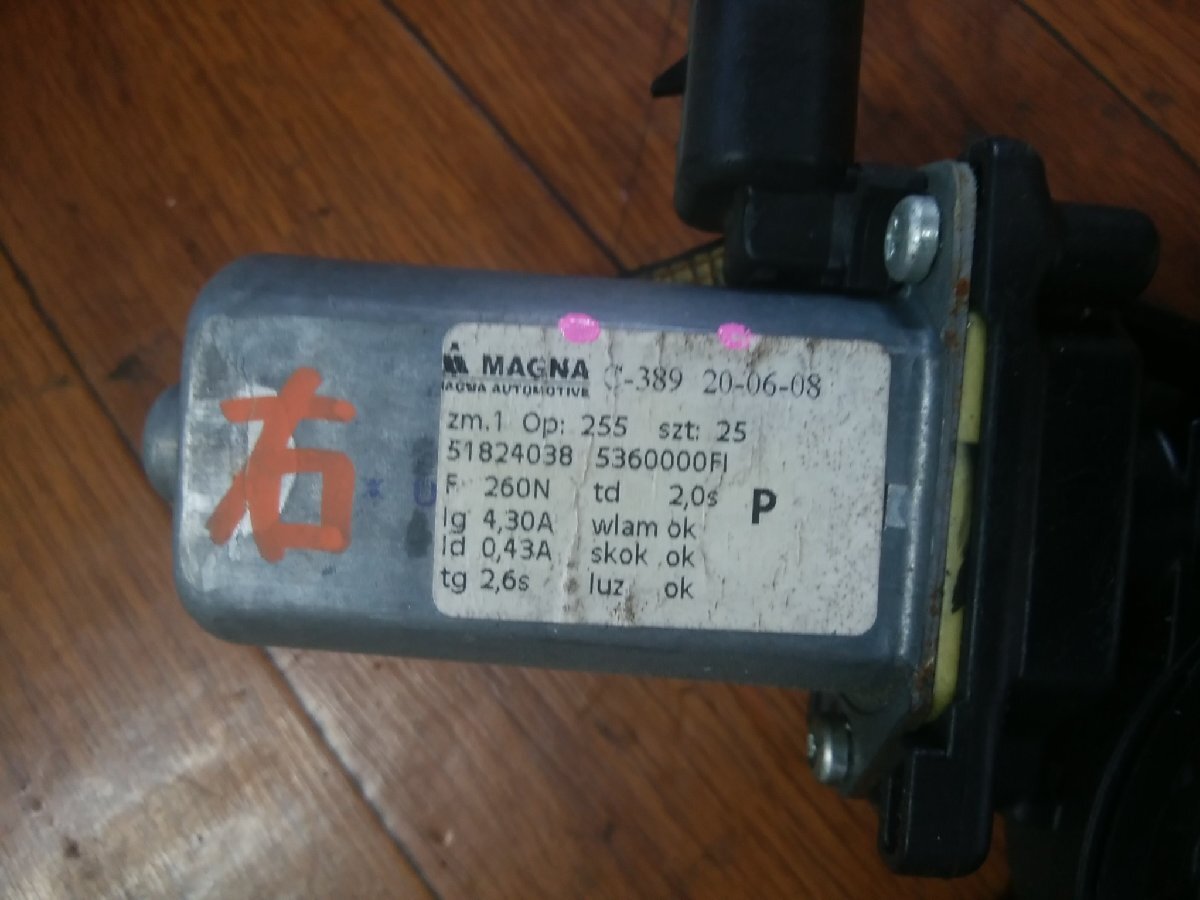 右
MAGNA C-389 20-06-08
MAGNA AUTOMOTIVE
zm.1 Op: 255 szt: 25
51824038 5360000FI
F 260N td 2,0s P
Ig 4,30A wlam ok
Id 0,43A skok ok
tg 2,6s luz ok